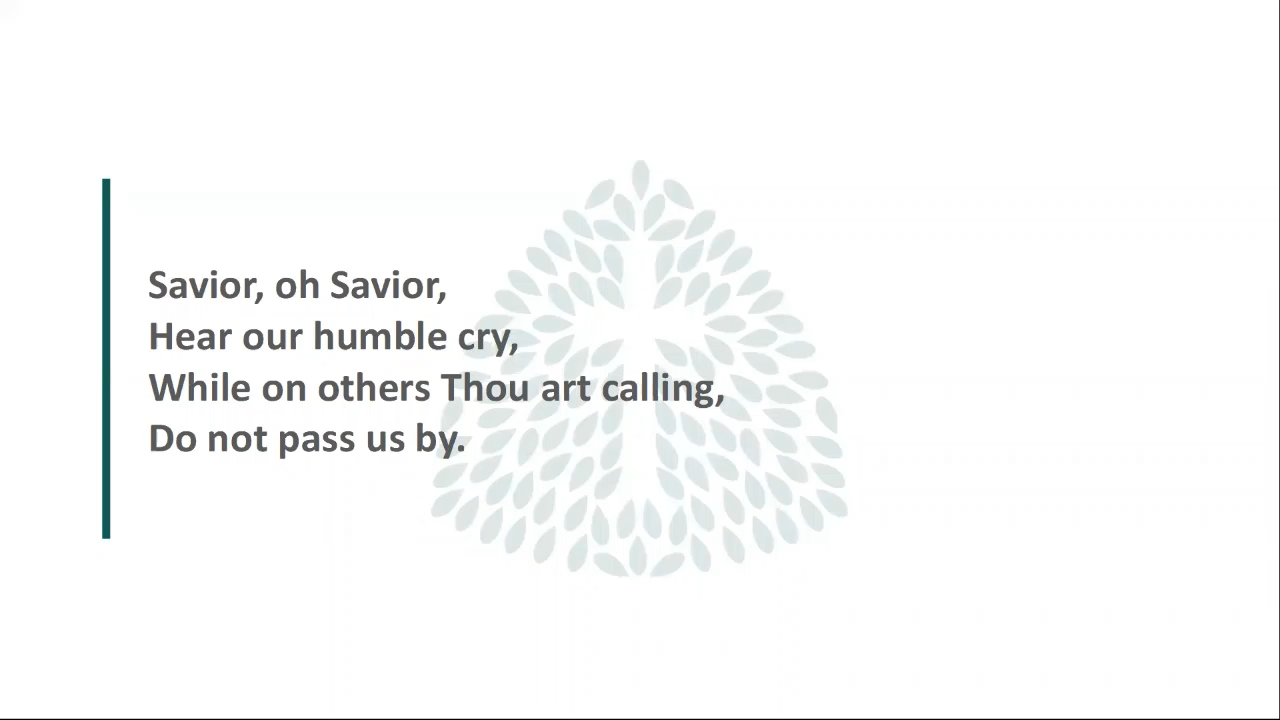 Savior, oh Savior,
Hear our humble cry,
While on others Thou art calling,
Do not pass us by.